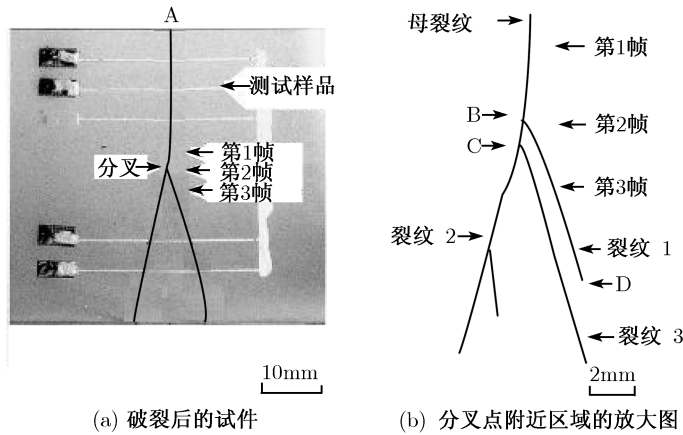 A
测试样品
第1帧
第2帧
第3帧
分叉
10mm
(a) 破裂后的试件
母裂纹
第1帧
B
第2帧
C
第3帧
裂纹 2
裂纹 1
D
裂纹 3
2mm
(b) 分叉点附近区域的放大图